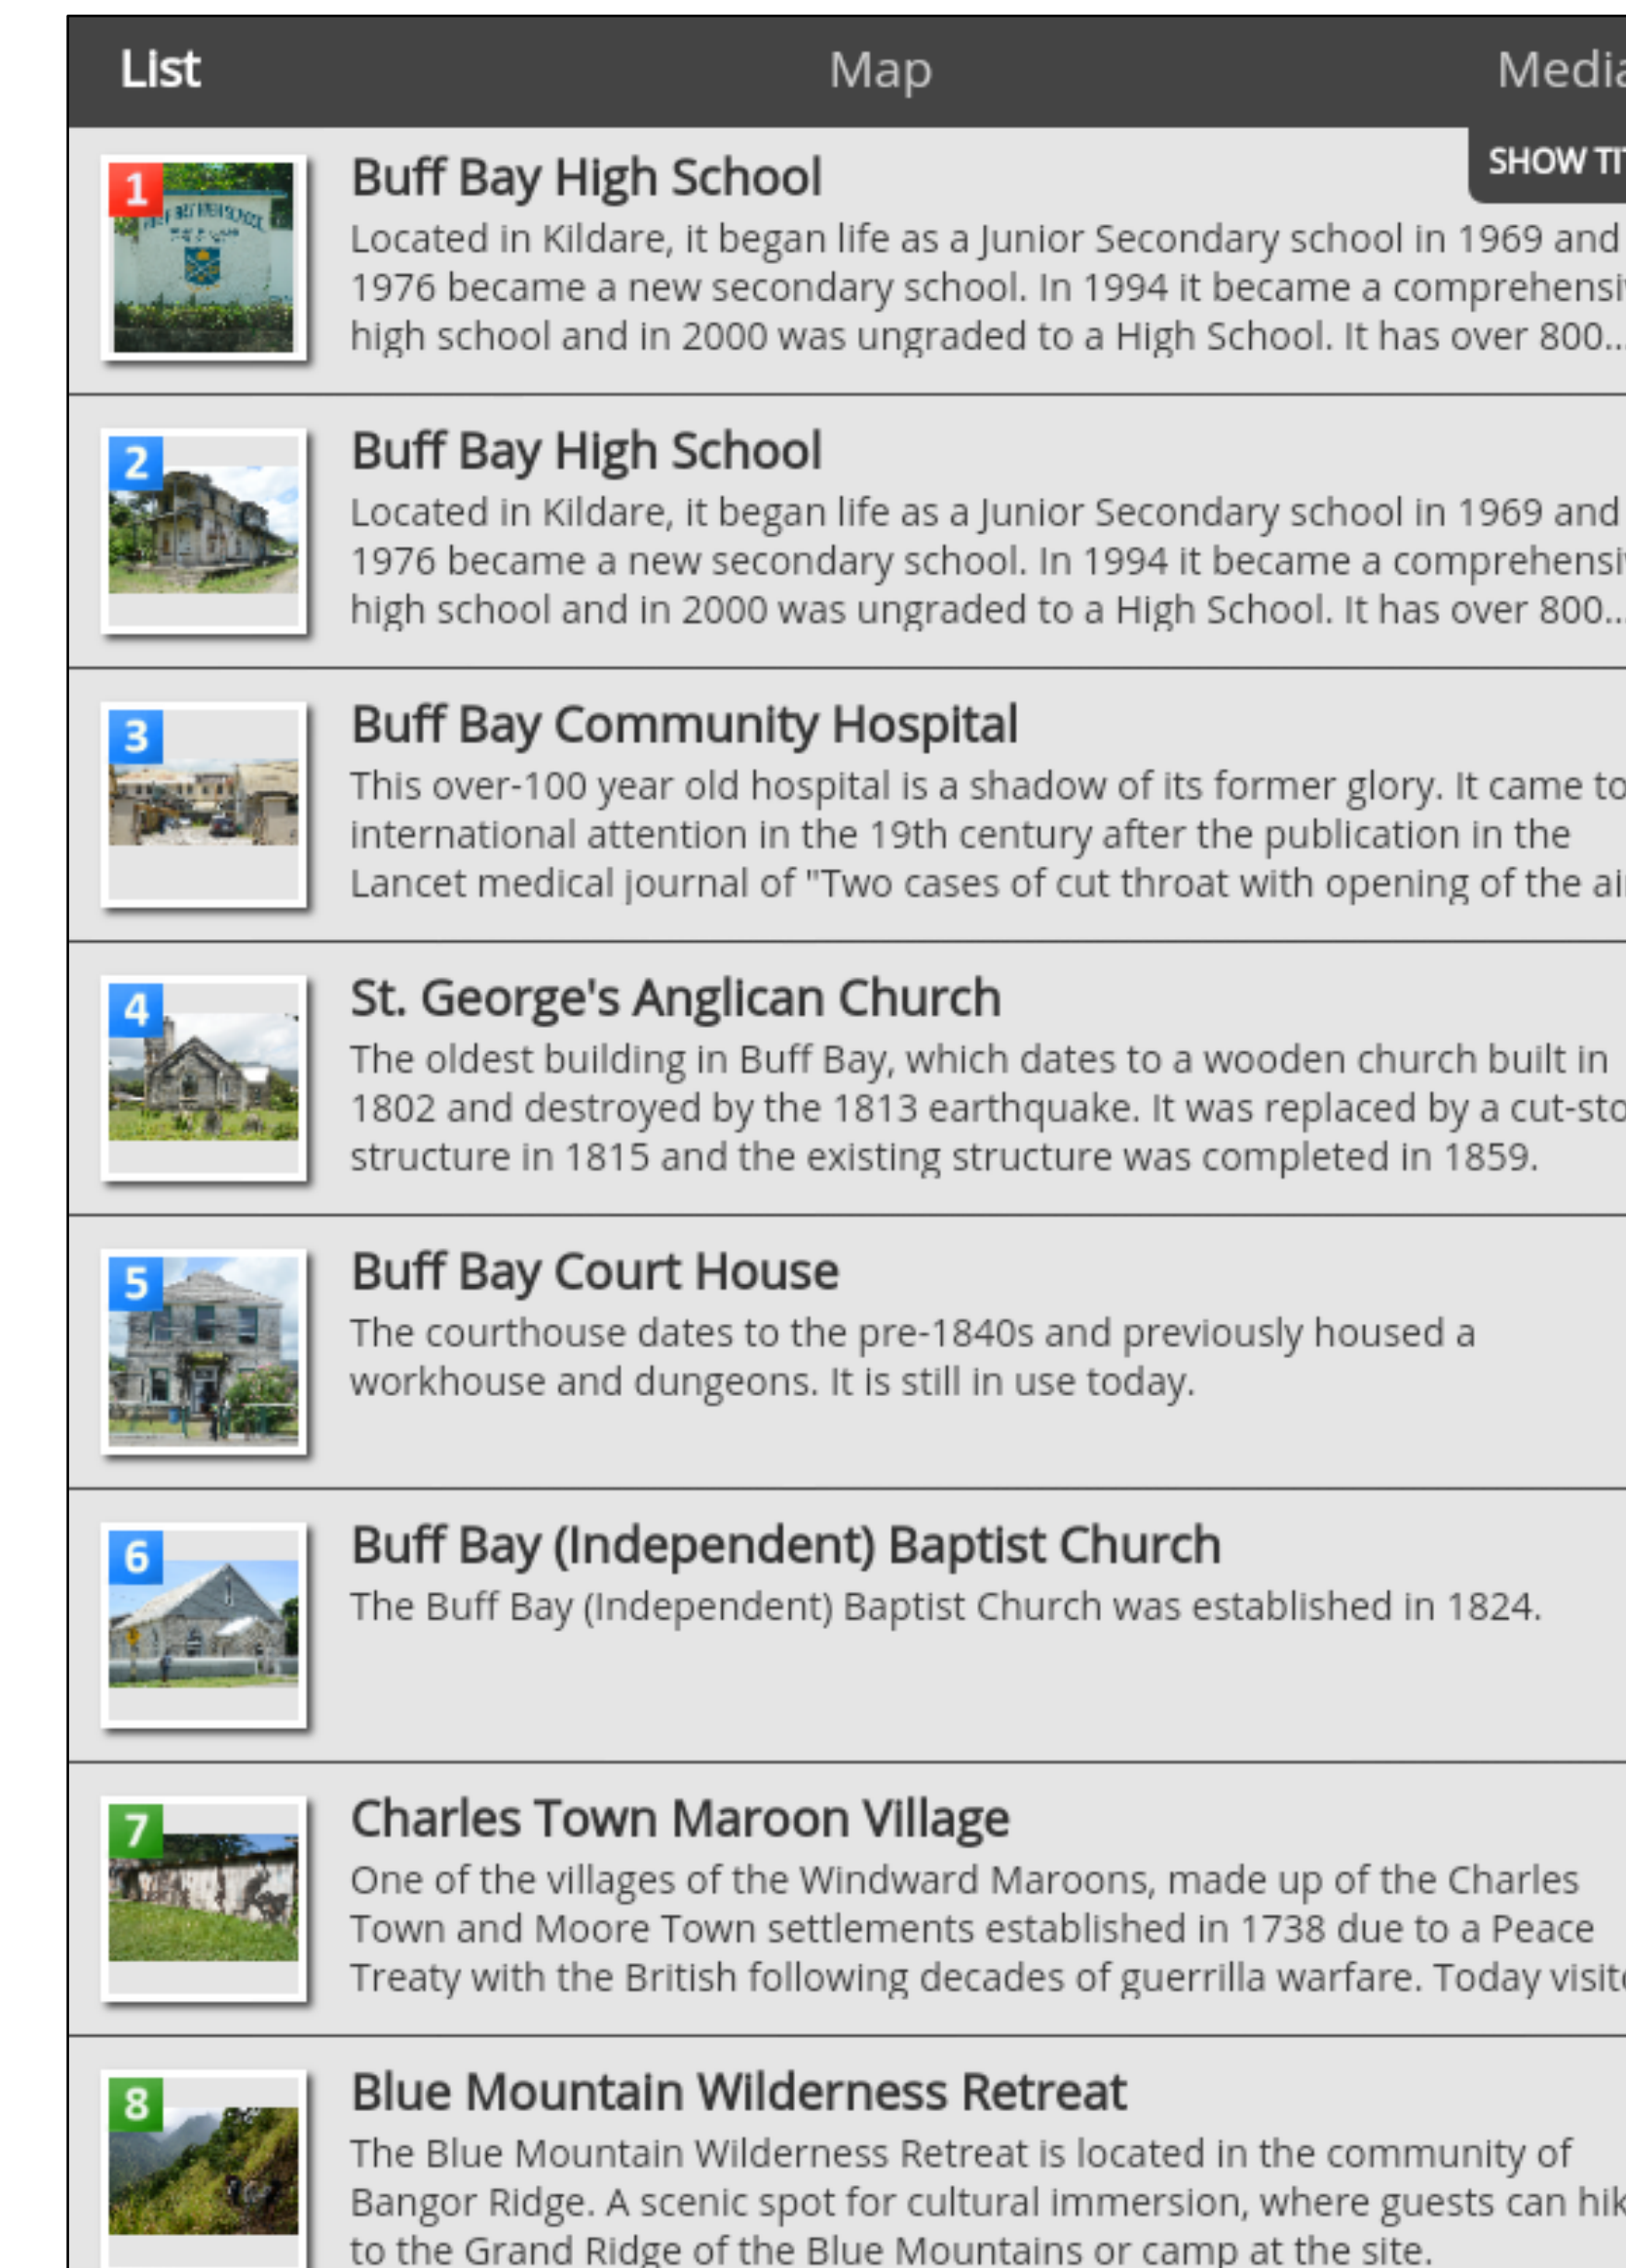 List Map Media
SHOW
1 Buff Bay High School
Located in Kildare, it began life as a Junior Secondary school in 1969 and
1976 became a new secondary school. In 1994 it became a
high school and in 2000 was ungraded to a High School. It has over 800...
2 Buff Bay High School
Located in Kildare, it began life as a Junior Secondary school in 1969 and
1976 became a new secondary school. In 1994 it became a
high school and in 2000 was ungraded to a High School. It has over 800...
3 Buff Bay Community Hospital
This over-100 year old hospital is a shadow of its former glory. It came to
international attention in the 19th century after the publication in the
Lancet medical journal of "Two cases of cut throat with opening of the
4 St. George's Anglican Church
The oldest building in Buff Bay, which dates to a wooden church built in
1802 and destroyed by the 1813 earthquake. It was replaced by a
structure in 1815 and the existing structure was completed in 1859.
5 Buff Bay Court House
The courthouse dates to the pre-1840s and previously housed a
workhouse and dungeons. It is still in use today.
6 Buff Bay (Independent) Baptist Church
The Buff Bay (Independent) Baptist Church was established in 1824.
7 Charles Town Maroon Village
One of the villages of the Windward Maroons, made up of the Charles
Town and Moore Town settlements established in 1738 due to a Peace
Treaty with the British following decades of guerrilla warfare. Today
8 Blue Mountain Wilderness Retreat
The Blue Mountain Wilderness Retreat is located in the community of
Bangor Ridge. A scenic spot for cultural immersion, where guests can
to the Grand Ridge of the Blue Mountains or camp at the site.